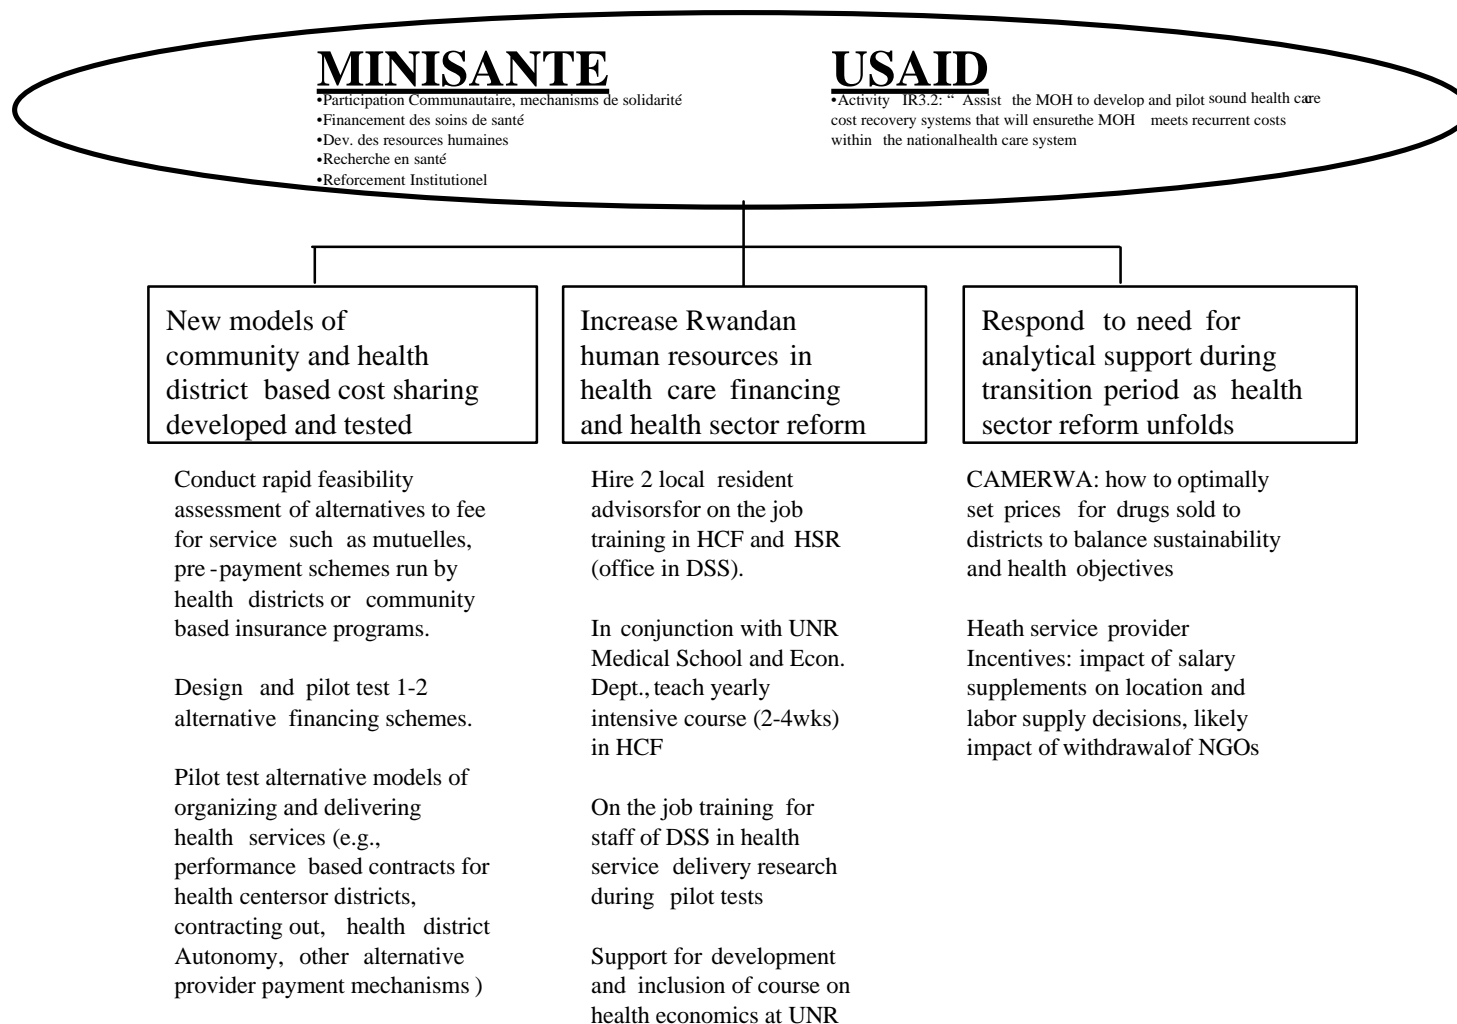 MINISANTE
•Participation Communautaire, mechanisms de solidarité
•Financement des soins de santé
•Dev. des resources humaines
•Recherche en santé
•Reforcement Institutionel
USAID
•Activity IR3.2: “ Assist the MOH to develop and pilot sound health care
cost recovery systems that will ensurethe MOH meets recurrent costs
within the nationalhealth care system
New models of
community and health
district based cost sharing
developed and tested
Conduct rapid feasibility
assessment of alternatives to fee
for service such as mutuelles,
pre-payment schemes run by
health districts or community
based insurance programs.
Design and pilot test 1-2
alternative financing schemes.
Pilot test alternative models of
organizing and delivering
health services (e.g.,
performance based contracts for
health centersor districts,
contracting out, health district
Autonomy, other alternative
provider payment mechanisms )
Increase Rwandan
human resources in
health care financing
and health sector reform
Hire 2 local resident
advisorsfor on the job
training in HCF and HSR
(office in DSS).
In conjunction with UNR
Medical School and Econ.
Dept., teach yearly
intensive course (2-4wks)
in HCF
On the job training for
staff of DSS in health
service delivery research
during pilot tests
Support for development
and inclusion of course on
health economics at UNR
Respond to need for
analytical support during
transition period as health
sector reform unfolds
CAMERWA: how to optimally
set prices for drugs sold to
districts to balance sustainability
and health objectives
Heath service provider
Incentives: impact of salary
supplements on location and
labor supply decisions, likely
impact of withdrawalof NGOs